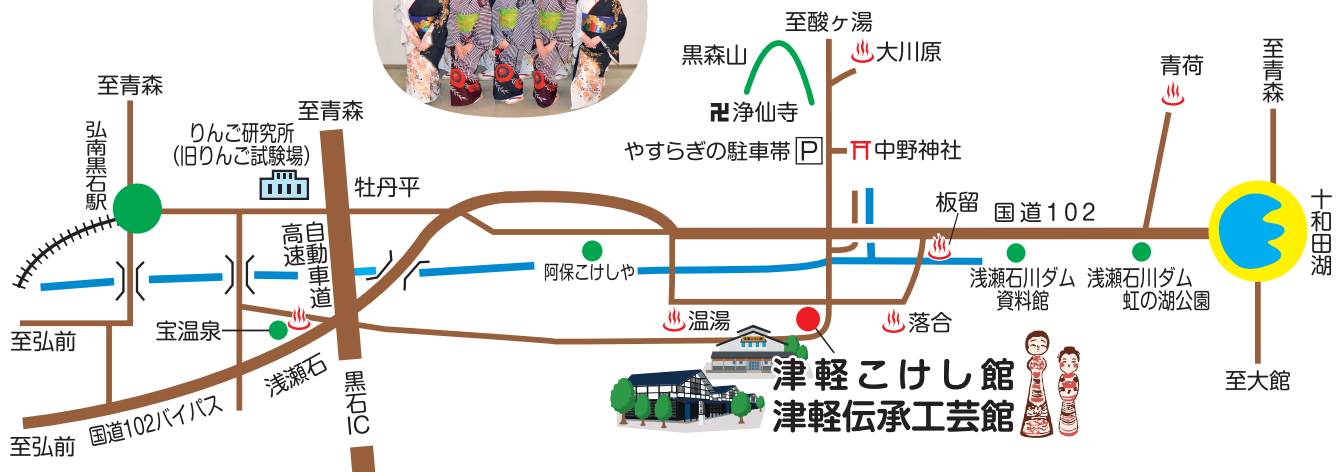 至酸ヶ湯
大川原
黒森山
卍浄仙寺
やすらぎの駐車帯 P
中野神社
青荷
至青森
至青森
弘南黒石駅
りんご研究所
(旧りんご試験場)
至青森
牡丹平
自動車道
高速
板留
国道102
十和田湖
阿保こけしや
浅瀬石川ダム
資料館
浅瀬石川ダム
虹の湖公園
至弘前
宝温泉
浅瀬石
温湯
落合
至大館
黒石IC
国道102バイパス
至弘前
津軽こけし館
津軽伝承工芸館